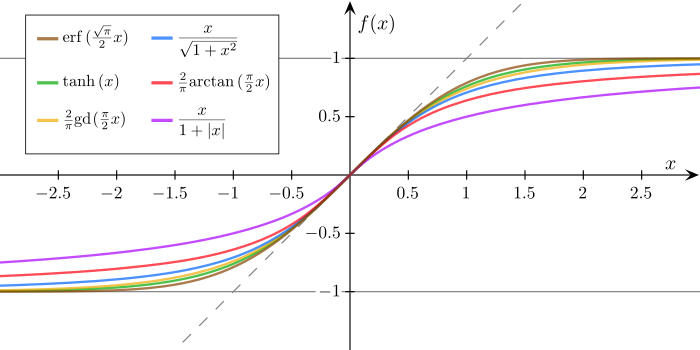 f(x)
erf (√π/2 x)  x/√(1 + x²)
tanh (x)  2/π arctan (π/2 x)
2/π gd (π/2 x)  x/(1 + |x|)
1
0.5
x
−2.5 −2 −1.5 −1 −0.5 0.5 1 1.5 2 2.5
−0.5
−1